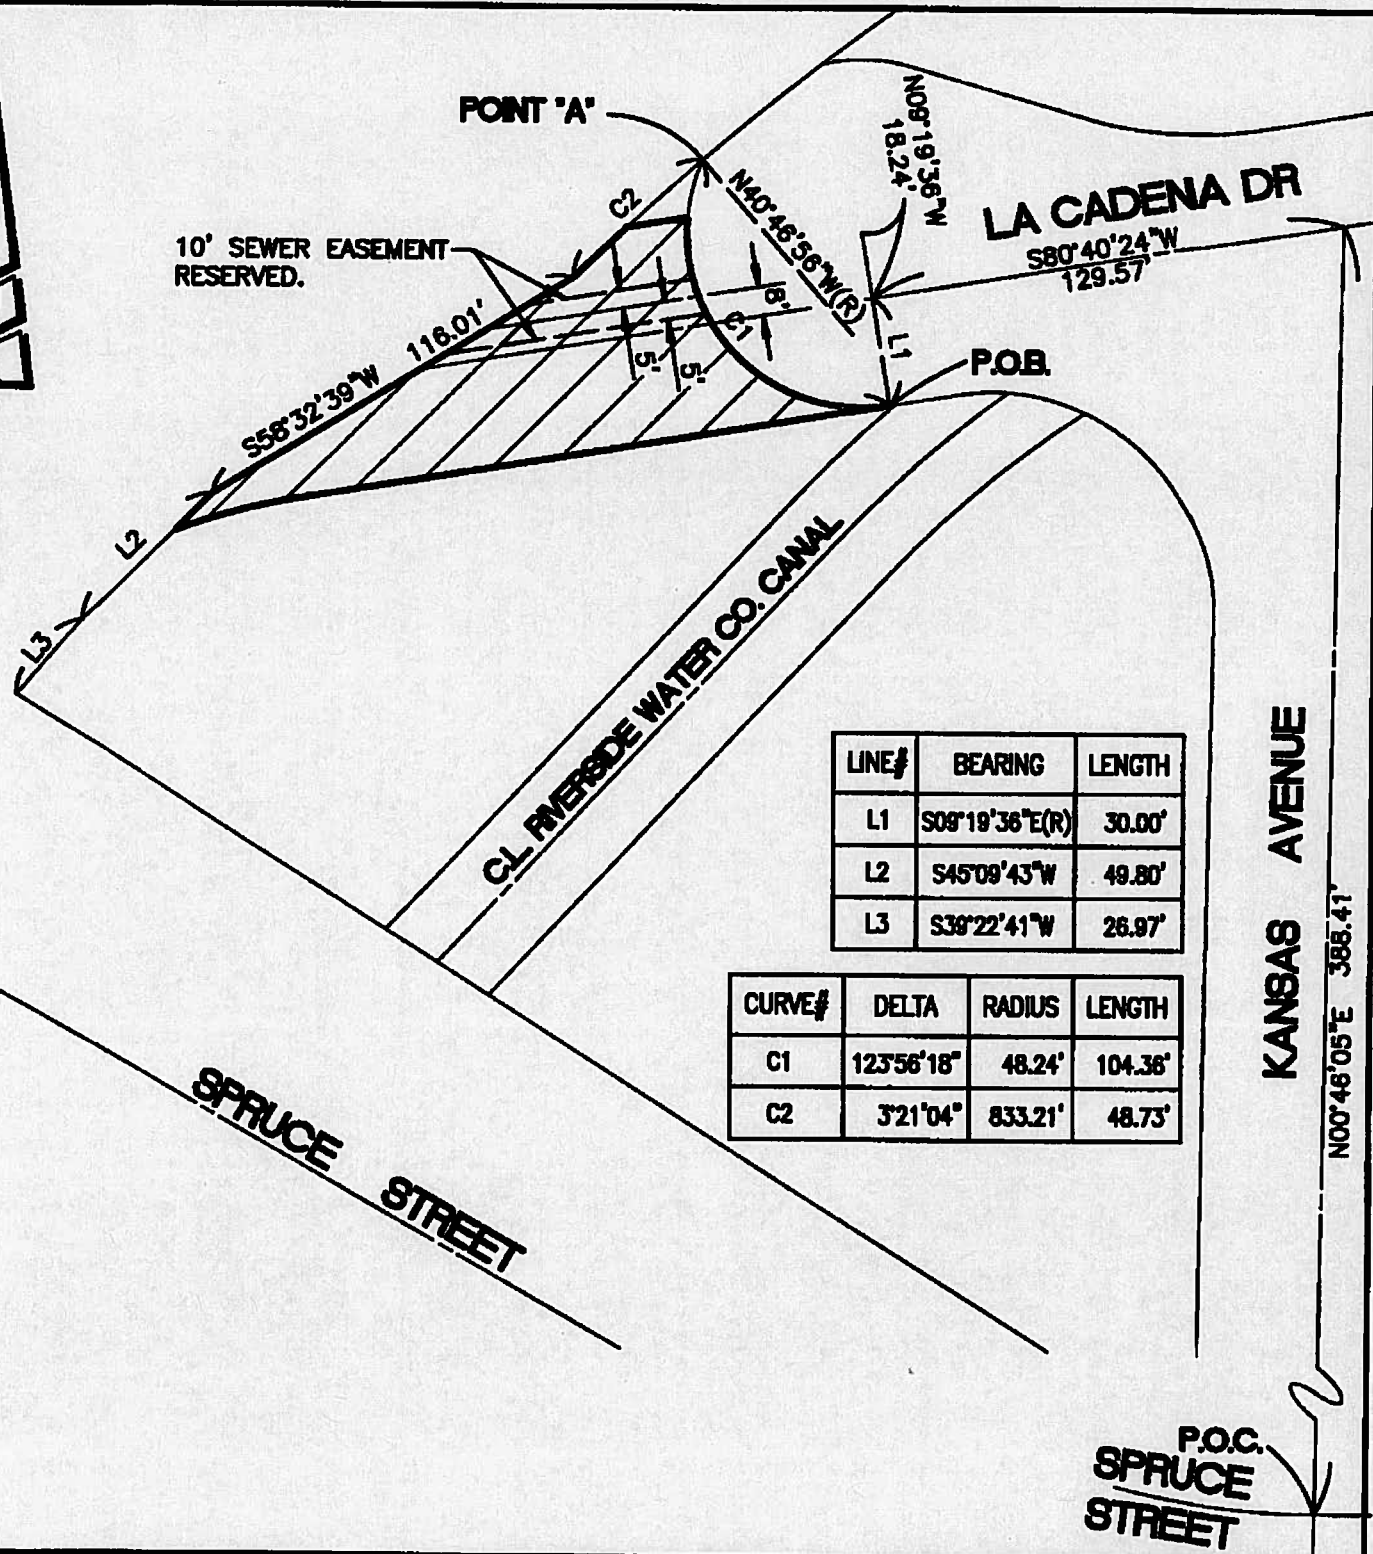 POINT "A"
N09°19'36"W
18.24'
LA CADENA DR
S80°40'24"W
129.57'
C2
N40°46'56"W(R)
10' SEWER EASEMENT
RESERVED.
8'
C1
L1
P.O.B.
116.01'
S58°32'39"W
5'
5'
L2
L3
C.L. RIVERSIDE WATER CO. CANAL
LINE# BEARING LENGTH
L1 S09°19'36"E(R) 30.00'
L2 S45°09'43"W 49.80'
L3 S39°22'41"W 26.97'
CURVE# DELTA RADIUS LENGTH
C1 123°56'18" 48.24' 104.36'
C2 3°21'04" 833.21' 48.73'
KANSAS AVENUE
N00°46'05"E 388.41'
SPRUCE STREET
P.O.C.
SPRUCE
STREET